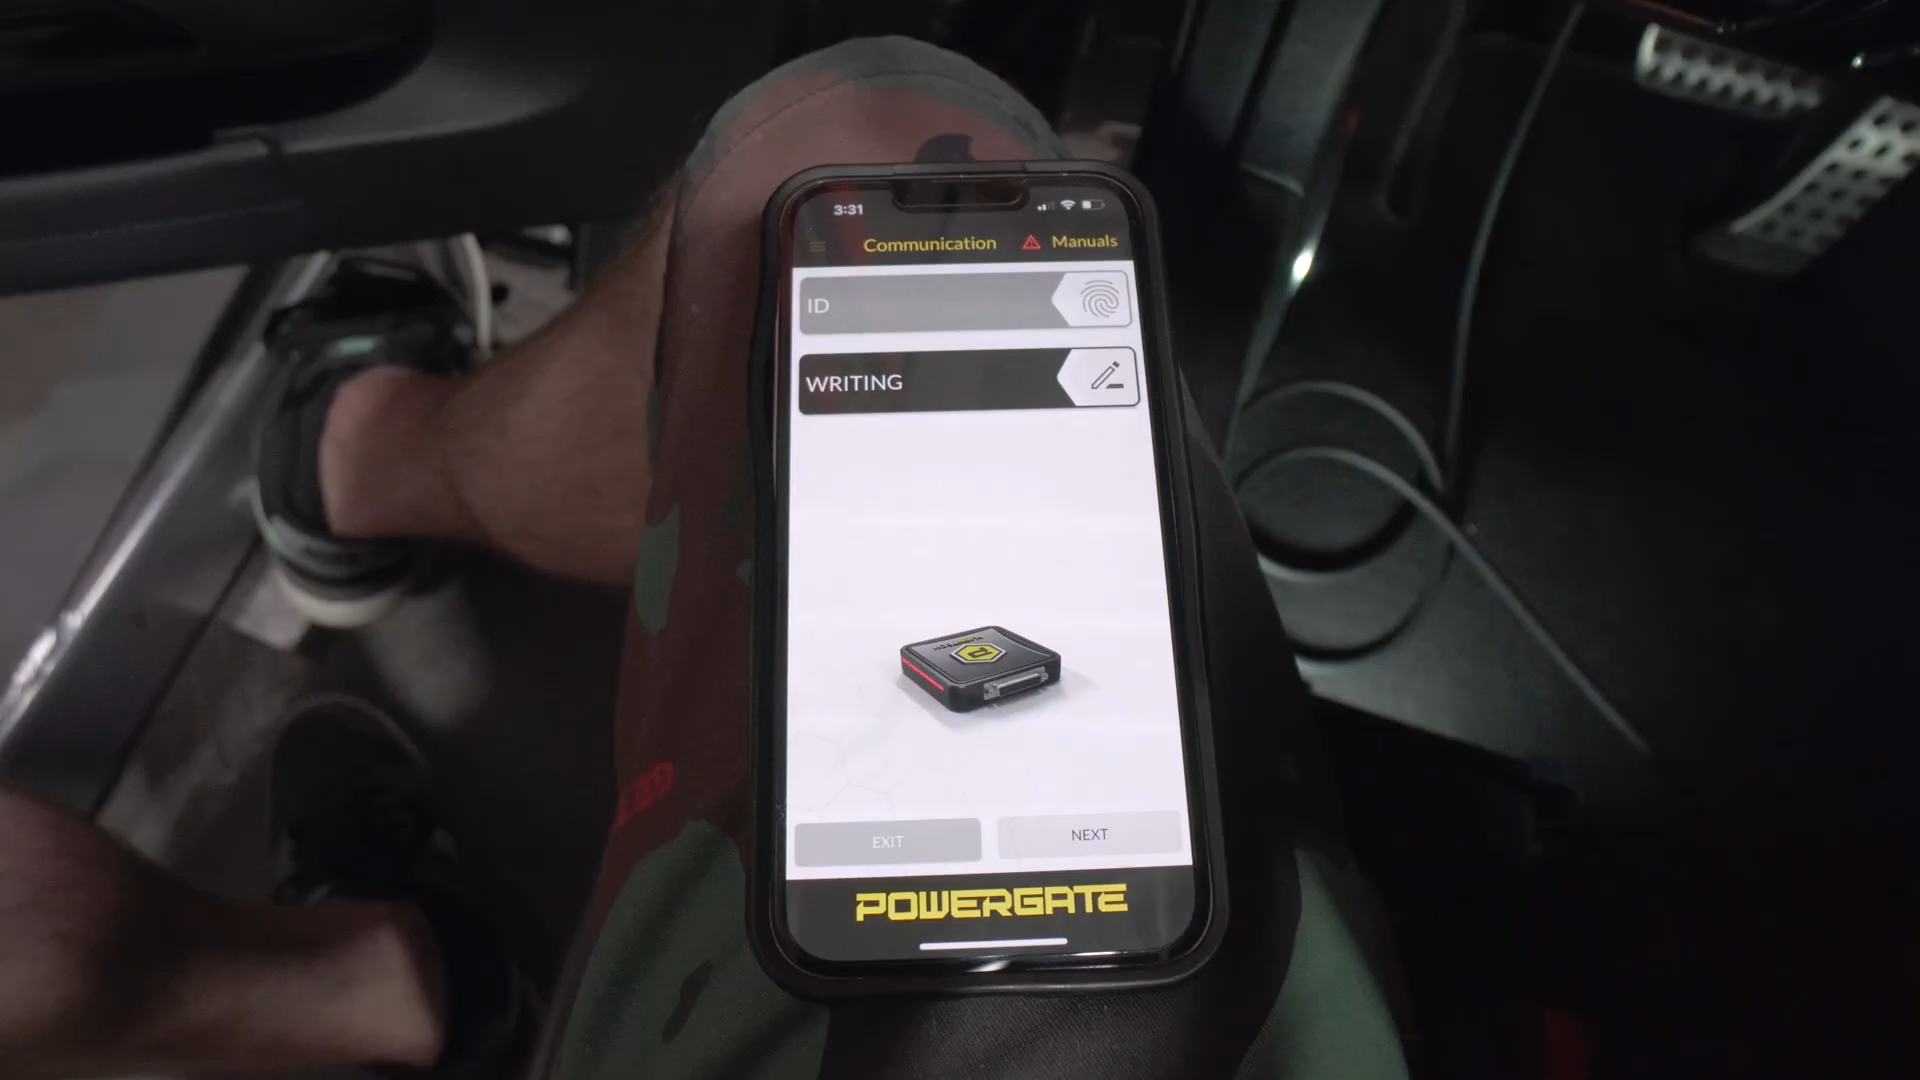 3:31
Communication
Manuals
ID
WRITING
EXIT
NEXT
POWERGATE